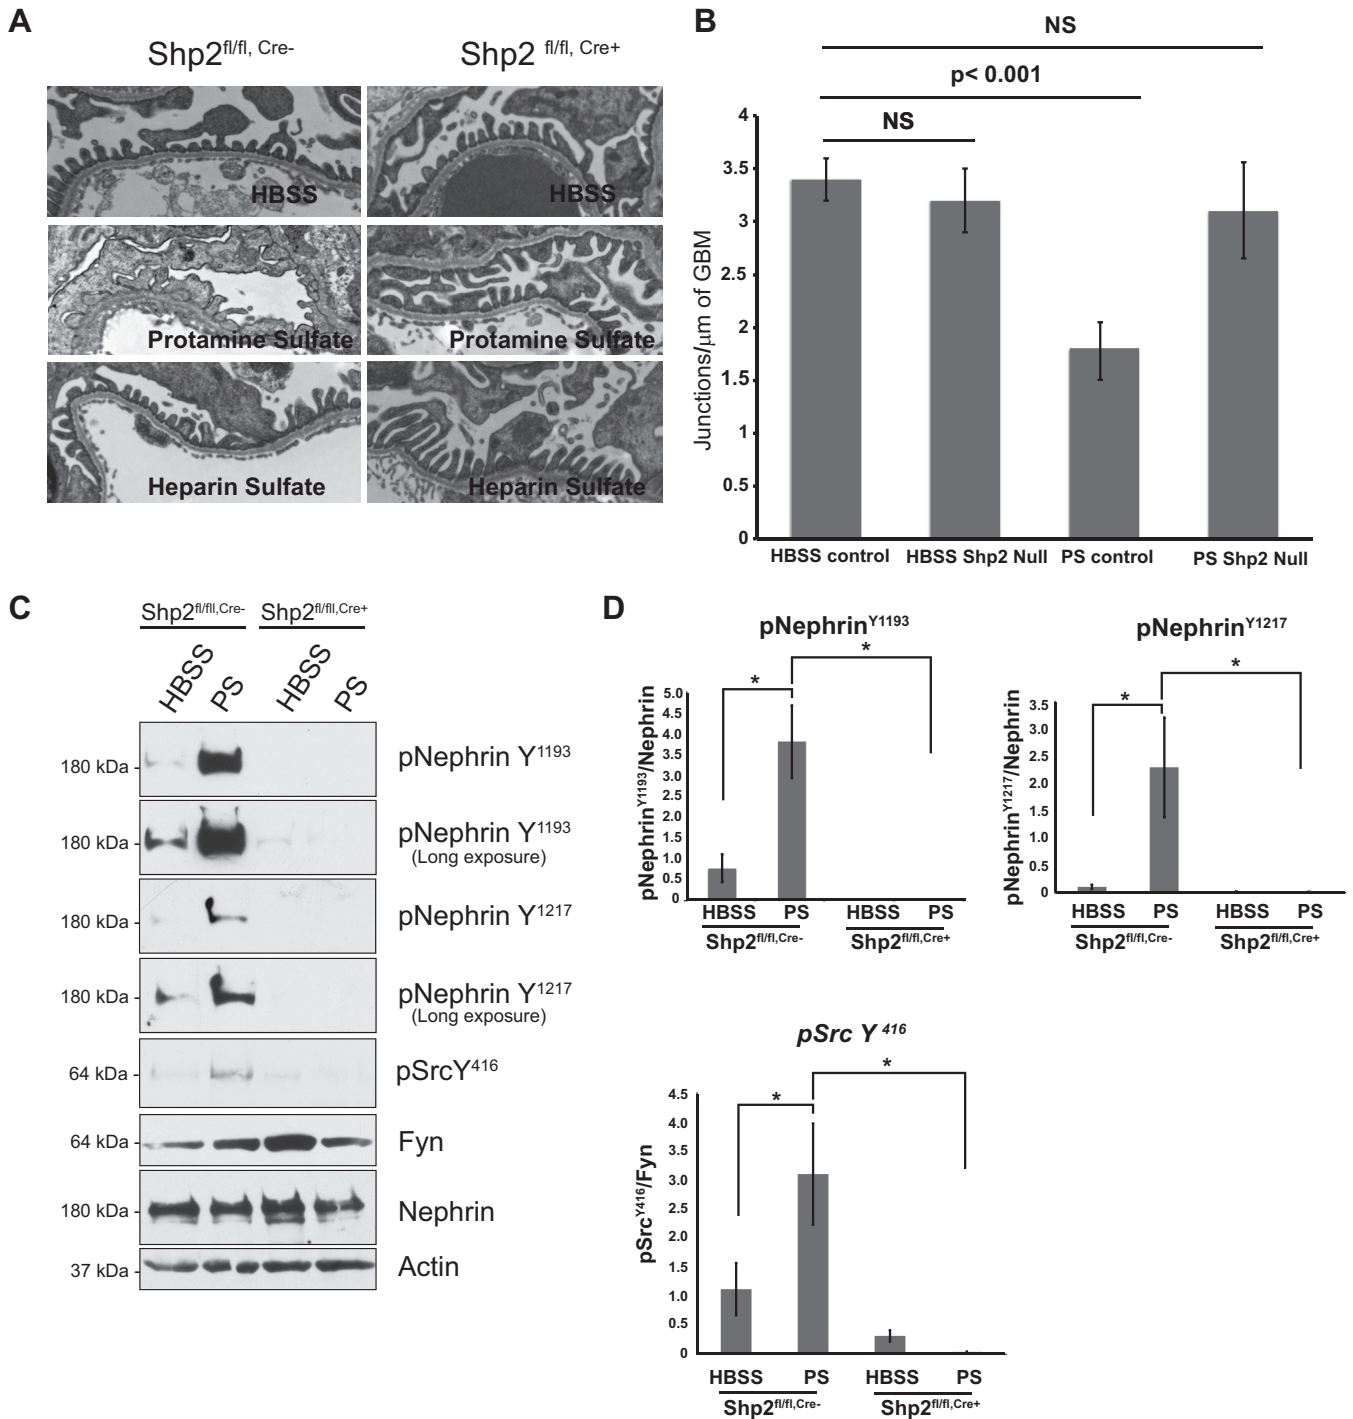 A
Shp2fl/fl, Cre-
Shp2 fl/fl, Cre+
HBSS
HBSS
Protamine Sulfate
Protamine Sulfate
Heparin Sulfate
Heparin Sulfate
B
NS
p< 0.001
NS
4
3.5
3
2.5
2
1.5
1
0.5
0
Junctions/μm of GBM
HBSS control
HBSS Shp2 Null
PS control
PS Shp2 Null
C
Shp2fl/fll,Cre-
Shp2fl/fll,Cre+
HBSS
PS
HBSS
PS
180 kDa -
pNephrin Y1193
180 kDa -
pNephrin Y1193
(Long exposure)
180 kDa -
pNephrin Y1217
180 kDa -
pNephrin Y1217
(Long exposure)
64 kDa -
pSrcY416
64 kDa -
Fyn
180 kDa -
Nephrin
37 kDa -
Actin
D
pNephrinY1193
*
*
5.0
4.5
4.0
3.5
3.0
2.5
2.0
1.5
1.0
0.5
0
pNephrinY1193/Nephrin
HBSS
PS
HBSS
PS
Shp2fl/fl,Cre-
Shp2fl/fl,Cre+
pNephrinY1217
*
*
3.5
3.0
2.5
2.0
1.5
1.0
0.5
0
pNephrinY1217/Nephrin
HBSS
PS
HBSS
PS
Shp2fl/fl,Cre-
Shp2fl/fl,Cre+
pSrc Y 416
*
*
4.5
4.0
3.5
3.0
2.5
2.0
1.5
1.0
0.5
0
pSrcY416/Fyn
HBSS
PS
HBSS
PS
Shp2fl/fl,Cre-
Shp2fl/fl,Cre+